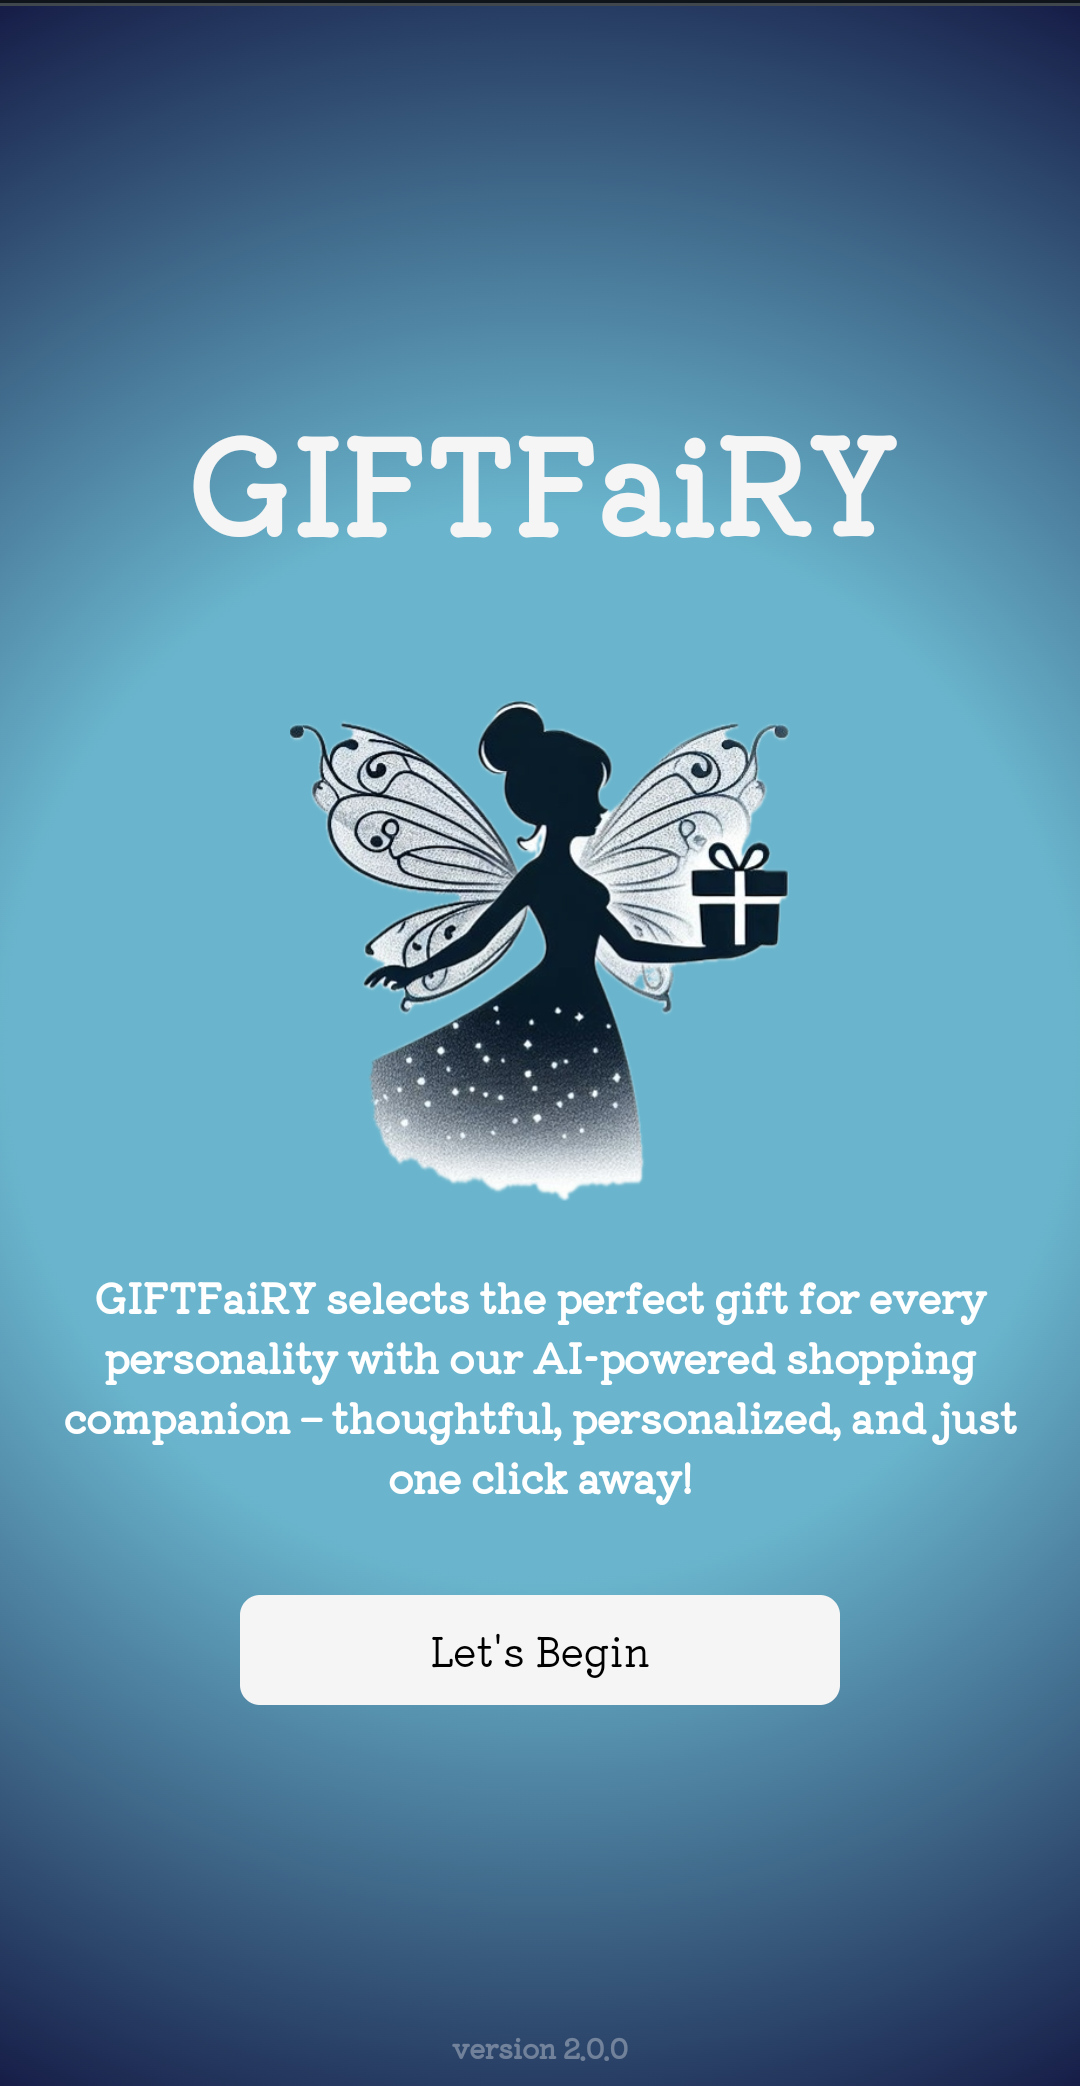 GIFTFaiRY
GIFTFaiRY selects the perfect gift for every
personality with our AI-powered shopping
companion – thoughtful, personalized, and just
one click away!
Let's Begin
version 2.0.0